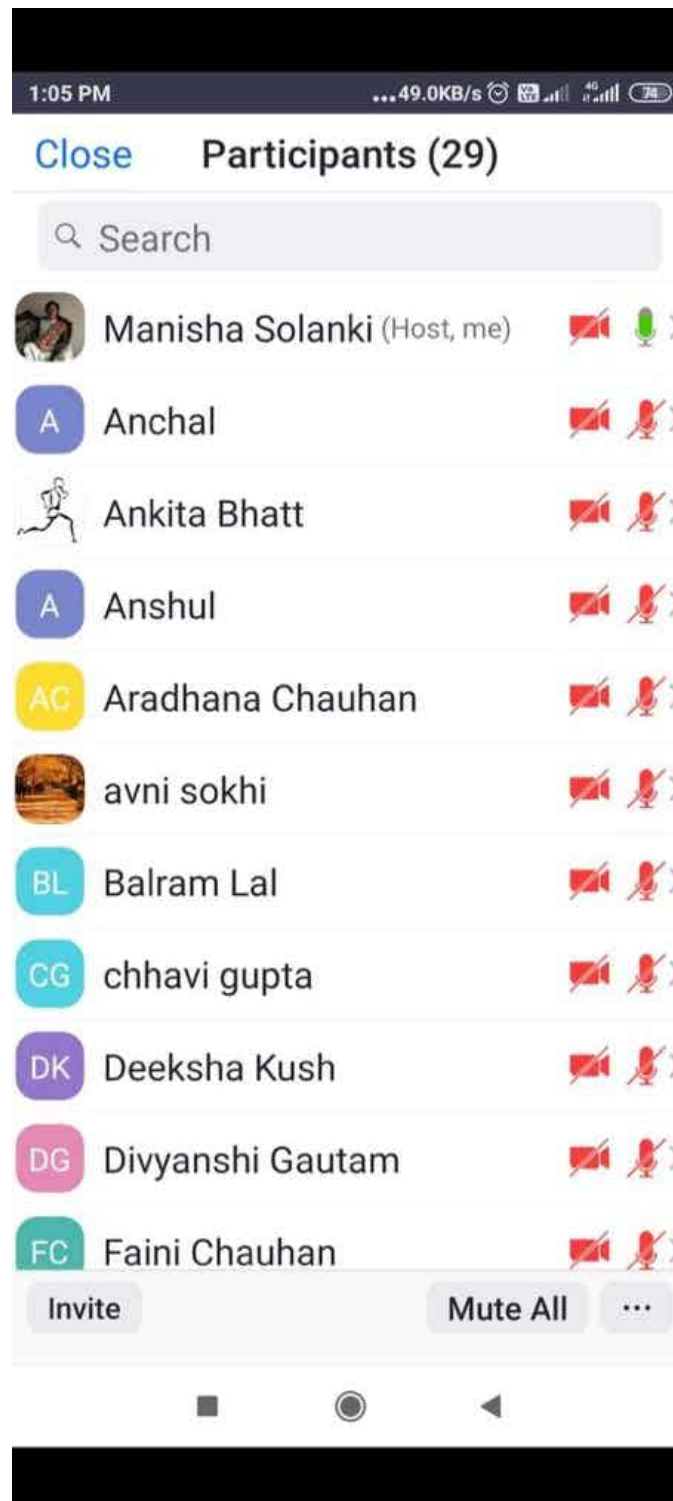 1:05 PM ...49.0KB/s 4G 74
Close Participants (29)
Search
Manisha Solanki (Host, me)
A Anchal
Ankita Bhatt
A Anshul
AC Aradhana Chauhan
avni sokhi
BL Balram Lal
CG chhavi gupta
DK Deeksha Kush
DG Divyanshi Gautam
FC Faini Chauhan
Invite Mute All ...